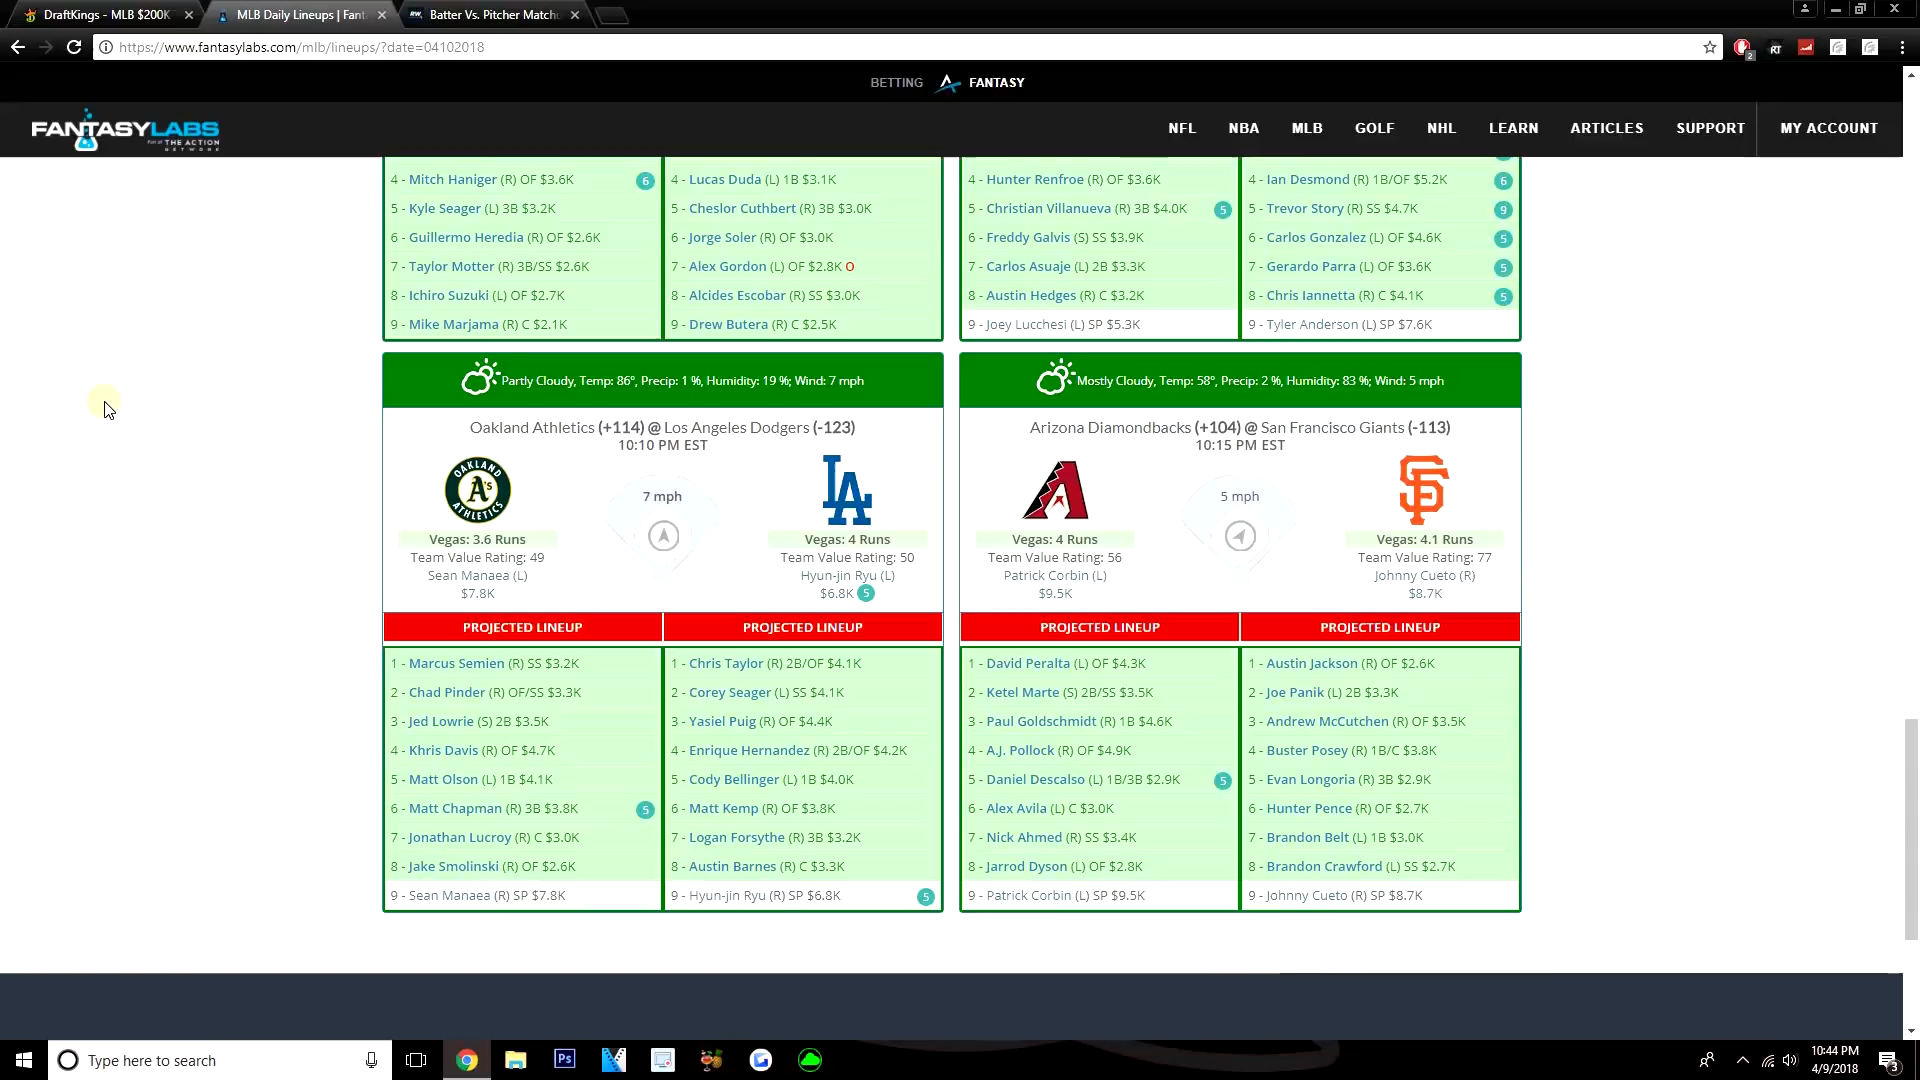 DraftKings - MLB $200K
MLB Daily Lineups | Fant
Batter Vs. Pitcher Match
https://www.fantasylabs.com/mlb/lineups/?date=04102018
2
RT
BETTING FANTASY
FANTASYLABS
Part of THE ACTION
NETWORK
NFL NBA MLB GOLF NHL LEARN ARTICLES SUPPORT MY ACCOUNT
4 - Mitch Haniger (R) OF $3.6K 6
5 - Kyle Seager (L) 3B $3.2K
6 - Guillermo Heredia (R) OF $2.6K
7 - Taylor Motter (R) 3B/SS $2.6K
8 - Ichiro Suzuki (L) OF $2.7K
9 - Mike Marjama (R) C $2.1K
4 - Lucas Duda (L) 1B $3.1K
5 - Cheslor Cuthbert (R) 3B $3.0K
6 - Jorge Soler (R) OF $3.0K
7 - Alex Gordon (L) OF $2.8K O
8 - Alcides Escobar (R) SS $3.0K
9 - Drew Butera (R) C $2.5K
4 - Hunter Renfroe (R) OF $3.6K
5 - Christian Villanueva (R) 3B $4.0K 5
6 - Freddy Galvis (S) SS $3.9K
7 - Carlos Asuaje (L) 2B $3.3K
8 - Austin Hedges (R) C $3.2K
9 - Joey Lucchesi (L) SP $5.3K
4 - Ian Desmond (R) 1B/OF $5.2K 6
5 - Trevor Story (R) SS $4.7K 9
6 - Carlos Gonzalez (L) OF $4.6K 5
7 - Gerardo Parra (L) OF $3.6K 5
8 - Chris Iannetta (R) C $4.1K 5
9 - Tyler Anderson (L) SP $7.6K
Partly Cloudy, Temp: 86°, Precip: 1 %, Humidity: 19 %; Wind: 7 mph
Oakland Athletics (+114) @ Los Angeles Dodgers (-123)
10:10 PM EST
OAKLAND
A's
ATHLETICS
7 mph
LA
Vegas: 3.6 Runs
Team Value Rating: 49
Sean Manaea (L)
$7.8K
Vegas: 4 Runs
Team Value Rating: 50
Hyun-jin Ryu (L)
$6.8K 5
PROJECTED LINEUP
PROJECTED LINEUP
1 - Marcus Semien (R) SS $3.2K
2 - Chad Pinder (R) OF/SS $3.3K
3 - Jed Lowrie (S) 2B $3.5K
4 - Khris Davis (R) OF $4.7K
5 - Matt Olson (L) 1B $4.1K
6 - Matt Chapman (R) 3B $3.8K 5
7 - Jonathan Lucroy (R) C $3.0K
8 - Jake Smolinski (R) OF $2.6K
9 - Sean Manaea (R) SP $7.8K
1 - Chris Taylor (R) 2B/OF $4.1K
2 - Corey Seager (L) SS $4.1K
3 - Yasiel Puig (R) OF $4.4K
4 - Enrique Hernandez (R) 2B/OF $4.2K
5 - Cody Bellinger (L) 1B $4.0K
6 - Matt Kemp (R) OF $3.8K
7 - Logan Forsythe (R) 3B $3.2K
8 - Austin Barnes (R) C $3.3K
9 - Hyun-jin Ryu (R) SP $6.8K 5
Mostly Cloudy, Temp: 58°, Precip: 2 %, Humidity: 83 %; Wind: 5 mph
Arizona Diamondbacks (+104) @ San Francisco Giants (-113)
10:15 PM EST
A
5 mph
SF
Vegas: 4 Runs
Team Value Rating: 56
Patrick Corbin (L)
$9.5K
Vegas: 4.1 Runs
Team Value Rating: 77
Johnny Cueto (R)
$8.7K
PROJECTED LINEUP
PROJECTED LINEUP
1 - David Peralta (L) OF $4.3K
2 - Ketel Marte (S) 2B/SS $3.5K
3 - Paul Goldschmidt (R) 1B $4.6K
4 - A.J. Pollock (R) OF $4.9K
5 - Daniel Descalso (L) 1B/3B $2.9K 5
6 - Alex Avila (L) C $3.0K
7 - Nick Ahmed (R) SS $3.4K
8 - Jarrod Dyson (L) OF $2.8K
9 - Patrick Corbin (L) SP $9.5K
1 - Austin Jackson (R) OF $2.6K
2 - Joe Panik (L) 2B $3.3K
3 - Andrew McCutchen (R) OF $3.5K
4 - Buster Posey (R) 1B/C $3.8K
5 - Evan Longoria (R) 3B $2.9K
6 - Hunter Pence (R) OF $2.7K
7 - Brandon Belt (L) 1B $3.0K
8 - Brandon Crawford (L) SS $2.7K
9 - Johnny Cueto (R) SP $8.7K
Type here to search
Ps
10:44 PM
4/9/2018
3